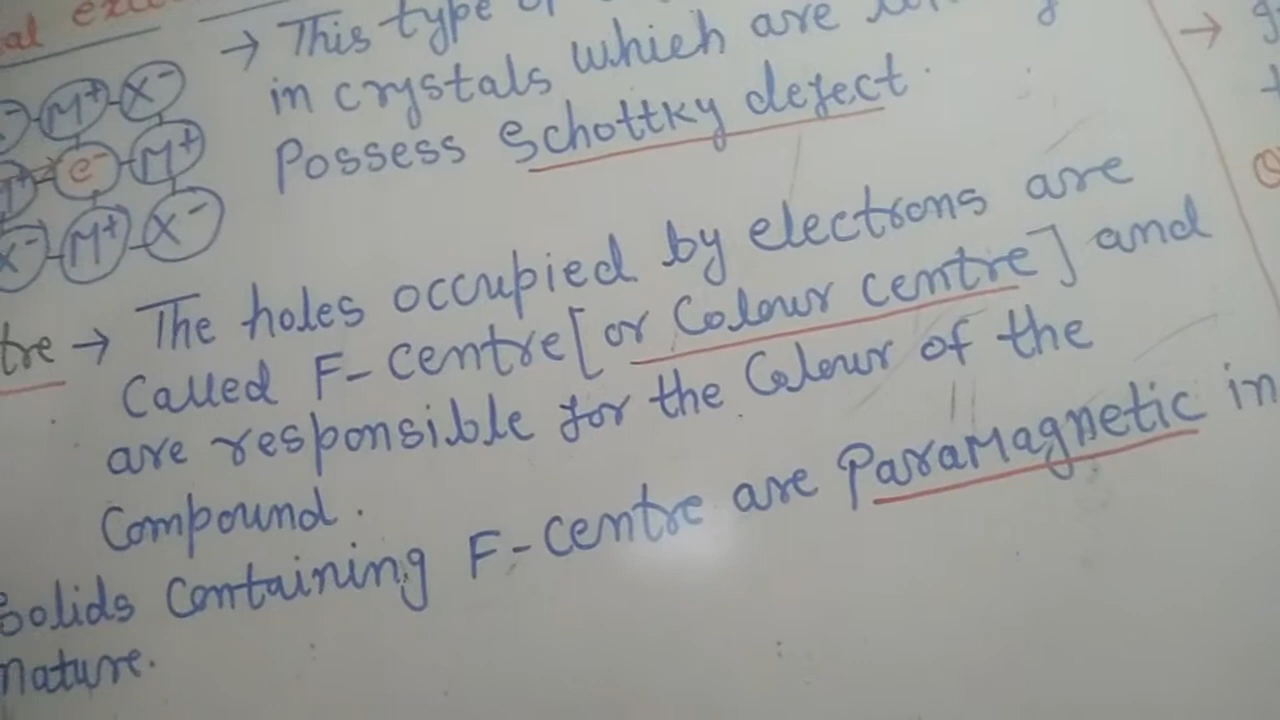 → This type
in crystals which are
Possess Schottky defect.
M⁺ X⁻
e⁻ M⁺
X⁻ M⁺ X⁻
tre → The holes occupied by electrons are
Called F-Centre [or Colour Centre] and
are responsible for the Colour of the
Compound.
Solids Containing F-Centre are Paramagnetic in
nature.